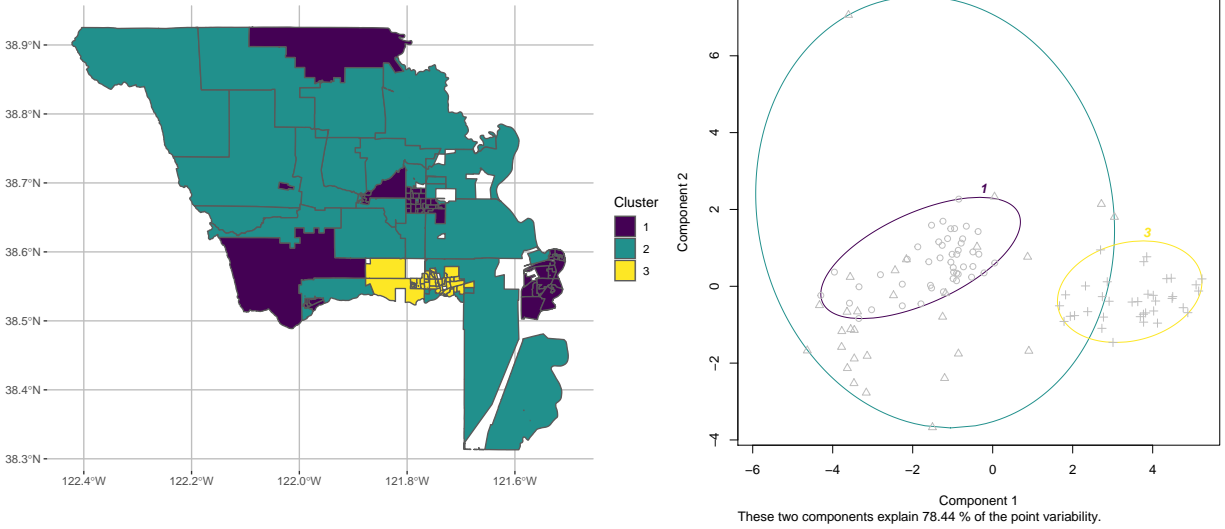 38.9°N
38.8°N
38.7°N
38.6°N
38.5°N
38.4°N
38.3°N
122.4°W
122.2°W
122.0°W
121.8°W
121.6°W
Cluster
1
2
3
6
4
2
0
−2
−4
Component 2
1
3
−6
−4
−2
0
2
4
Component 1
These two components explain 78.44 % of the point variability.